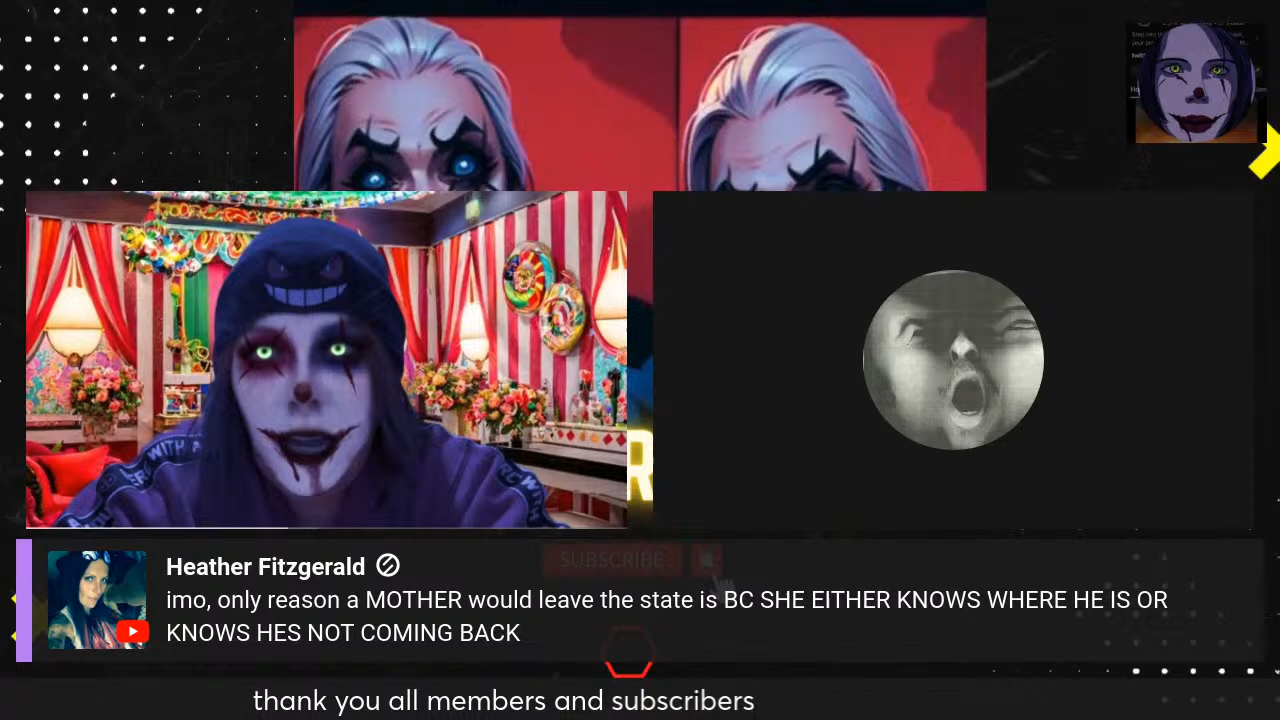 Heather Fitzgerald
imo, only reason a MOTHER would leave the state is BC SHE EITHER KNOWS WHERE HE IS OR
KNOWS HES NOT COMING BACK
SUBSCRIBE
thank you all members and subscribers